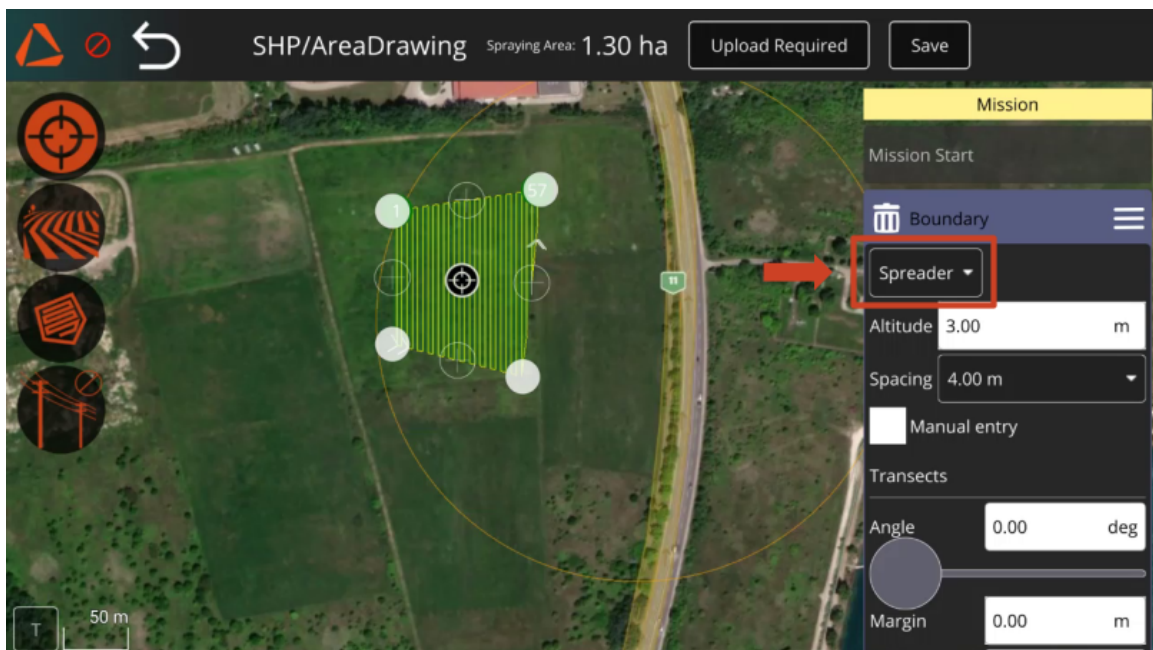 SHP/AreaDrawing Spraying Area: 1.30 ha Upload Required Save
Mission
Mission Start
Boundary
Spreader
Altitude 3.00 m
Spacing 4.00 m
Manual entry
Transects
Angle 0.00 deg
Margin 0.00 m
1
57
11
T 50 m